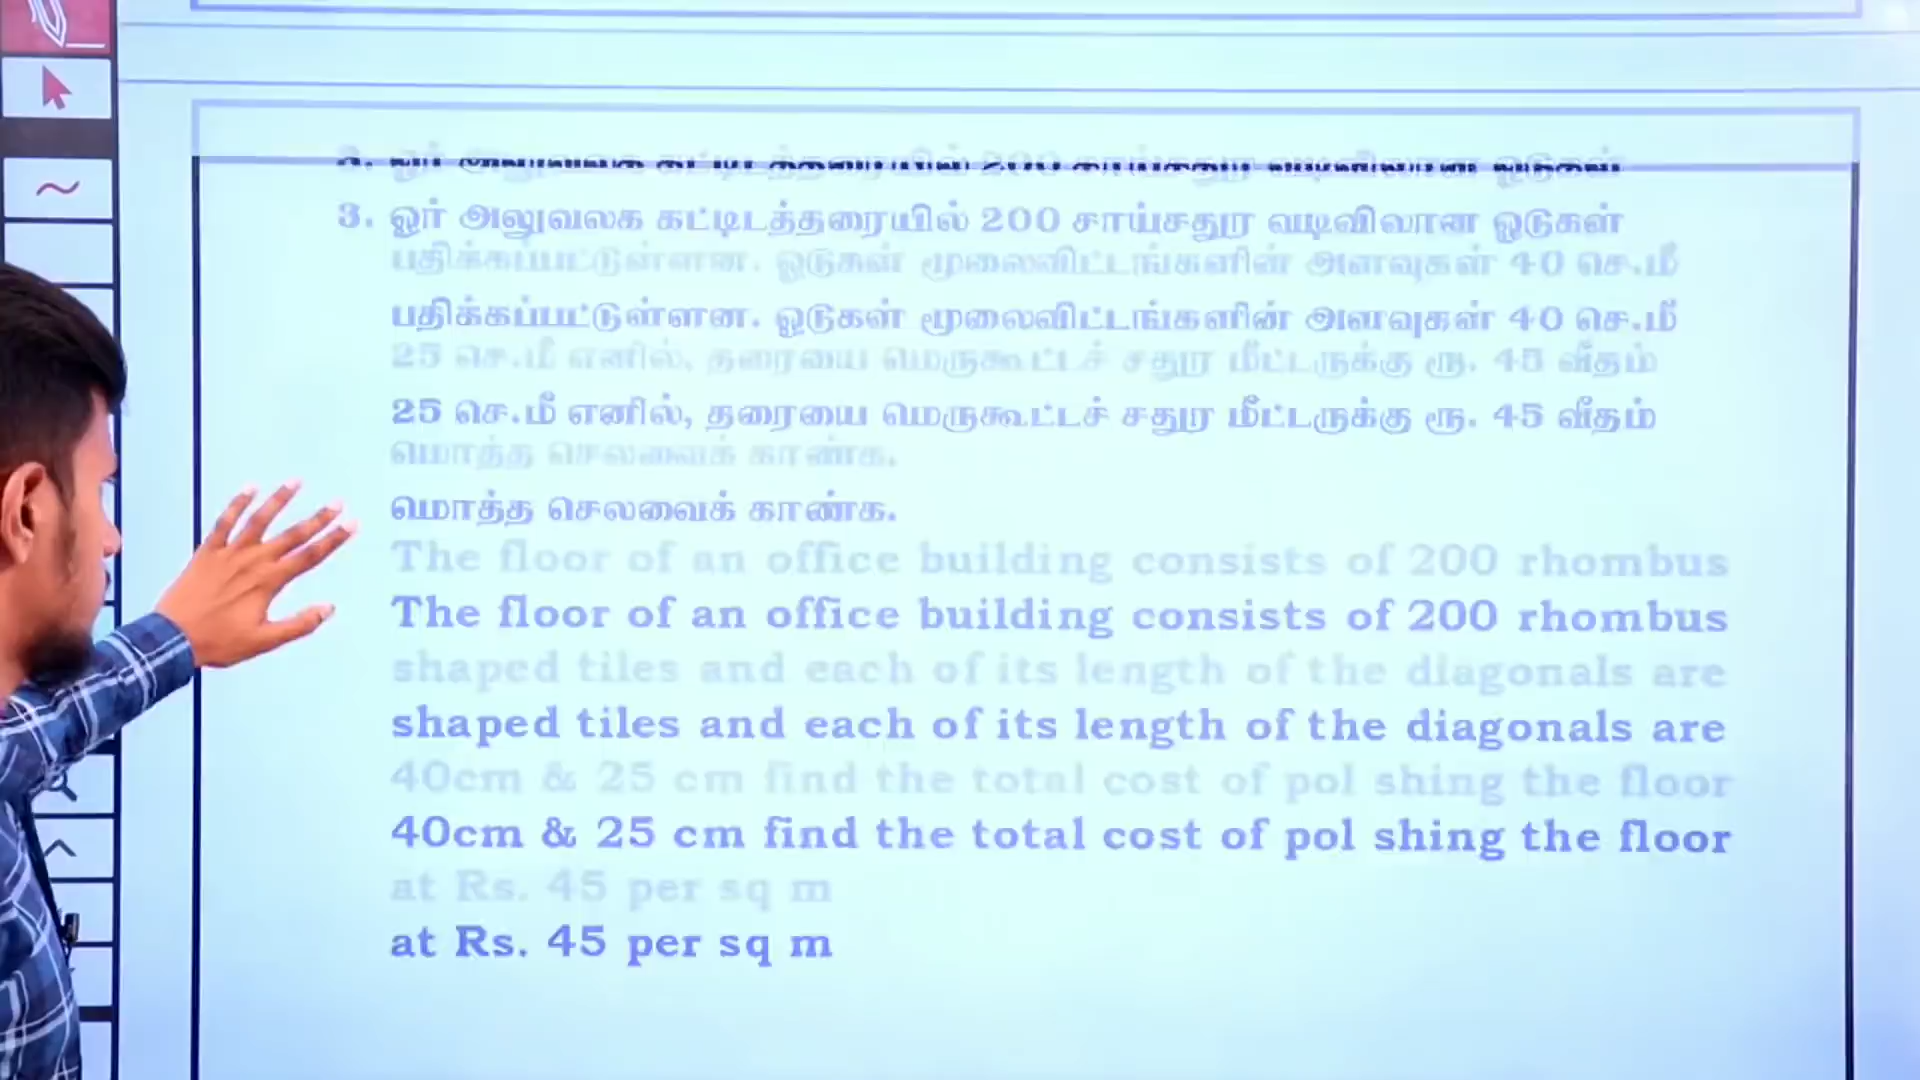 3. ஓர் அலுவலக கட்டிடத்தரையில் 200 சாய்சதுர வடிவிலான ஓடுகள்
பதிக்கப்பட்டுள்ளன. ஓடுகள் மூலைவிட்டங்களின் அளவுகள் 40 செ.மீ
25 செ.மீ எனில், தரையை மெருகூட்டச் சதுர மீட்டருக்கு ரூ. 45 வீதம்
மொத்த செலவைக் காண்க.
The floor of an office building consists of 200 rhombus
shaped tiles and each of its length of the diagonals are
40cm & 25 cm find the total cost of pol shing the floor
at Rs. 45 per sq m